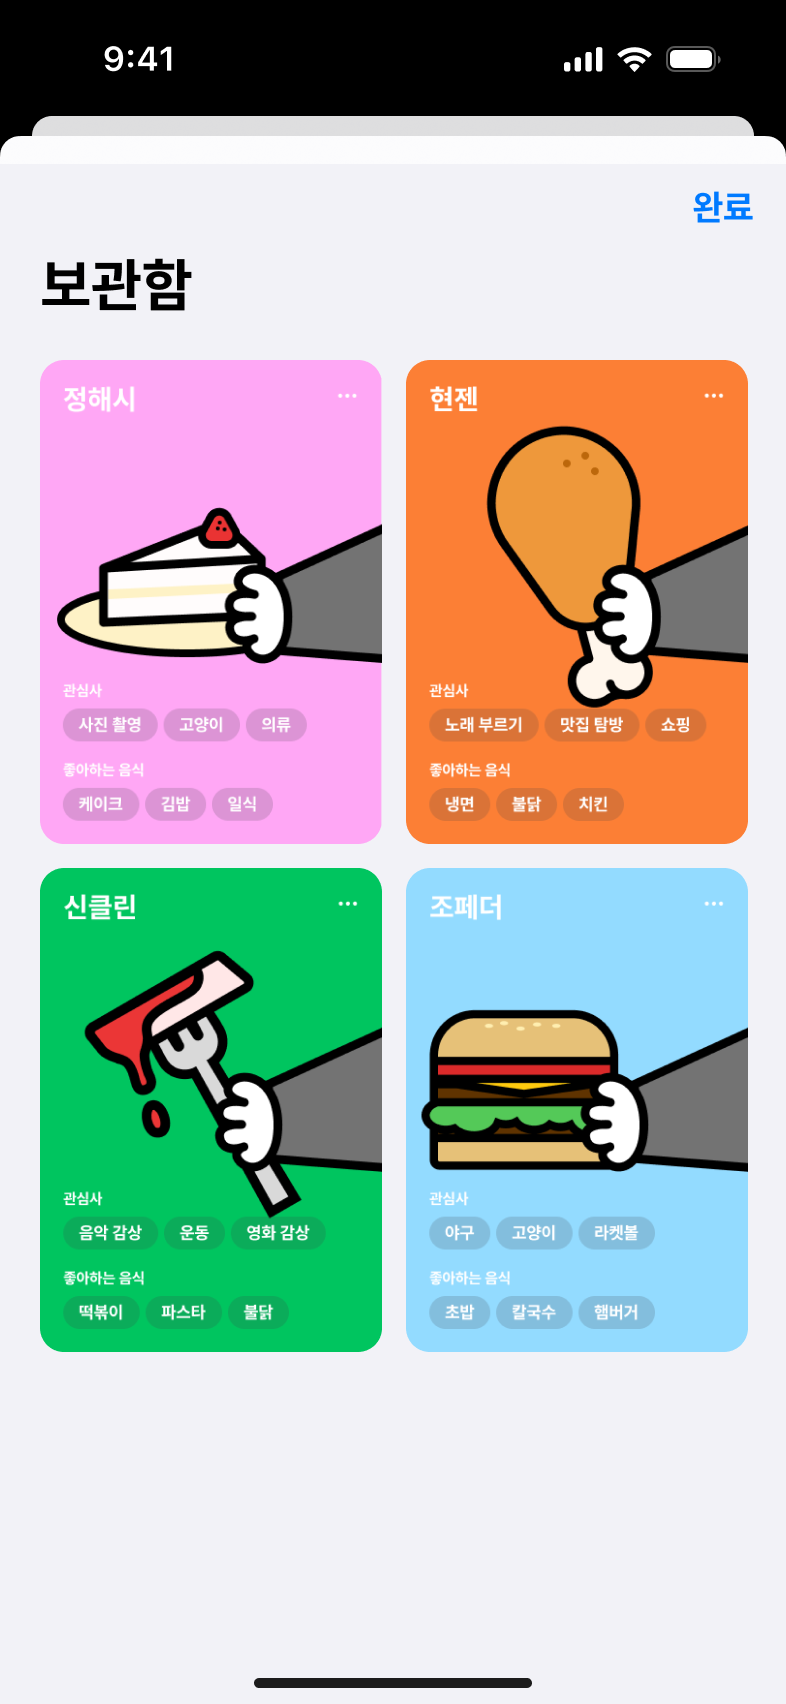 9:41
완료
보관함
정해시
관심사
사진 촬영 고양이 의류
좋아하는 음식
케이크 김밥 일식
현젠
관심사
노래 부르기 맛집 탐방 쇼핑
좋아하는 음식
냉면 불닭 치킨
신클린
관심사
음악 감상 운동 영화 감상
좋아하는 음식
떡볶이 파스타 불닭
조페더
관심사
야구 고양이 라켓볼
좋아하는 음식
초밥 칼국수 햄버거